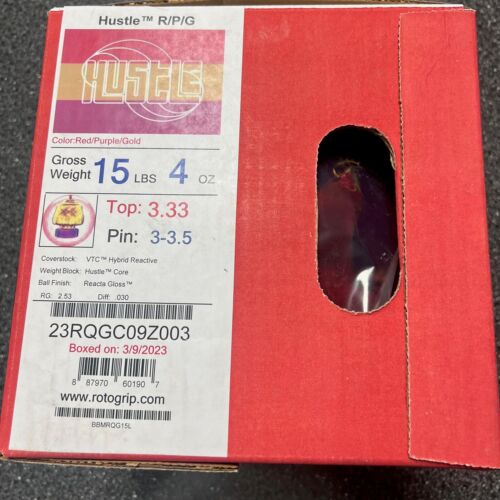 Hustle™ R/P/G
HUSTLE
Color:Red/Purple/Gold
Gross Weight 15 LBS 4 OZ
Top: 3.33
Pin: 3-3.5
Coverstock: VTC™ Hybrid Reactive
Weight Block: Hustle™ Core
Ball Finish: Reacta Gloss™
RG: 2.53 Diff: .030
23RQGC09Z003
Boxed on: 3/9/2023
8 87970 60190 7
www.rotogrip.com
BBMRQG15L